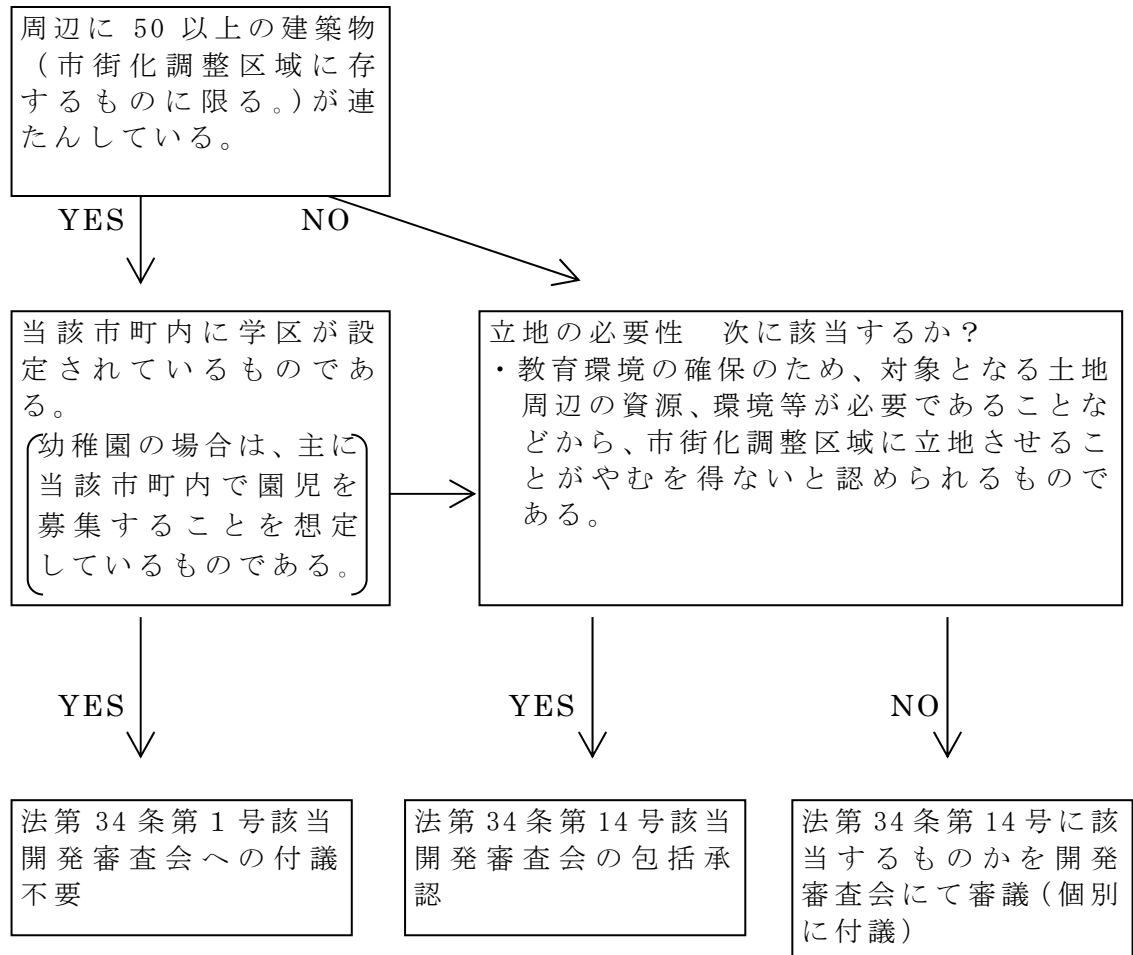 周辺に 50 以上の建築物
(市街化調整区域に存
するものに限る。)が連
たんしている。
YES
NO
当該市町内に学区が設
定されているものであ
る。
幼稚園の場合は、主に
当該市町内で園児を
募集することを想定
しているものである。
立地の必要性 次に該当するか?
・教育環境の確保のため、対象となる土地
周辺の資源、環境等が必要であることな
どから、市街化調整区域に立地させるこ
とがやむを得ないと認められるもので
ある。
YES
YES
NO
法第 34 条第 1 号該当
開発審査会への付議
不要
法第 34 条第 14 号該当
開発審査会の包括承
認
法第 34 条第 14 号に該
当するものかを開発
審査会にて審議(個別
に付議)